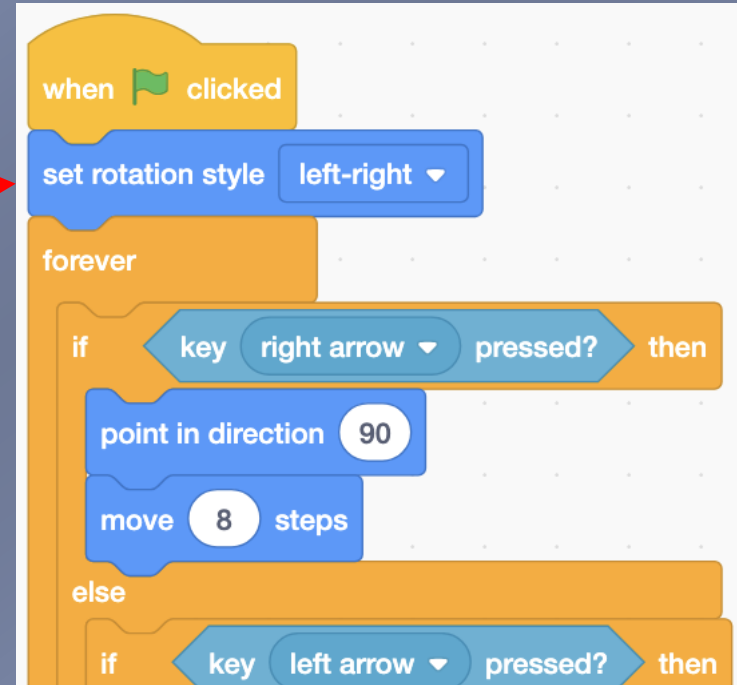 when clicked
set rotation style left-right
forever
if key right arrow pressed? then
point in direction 90
move 8 steps
else
if key left arrow pressed? then